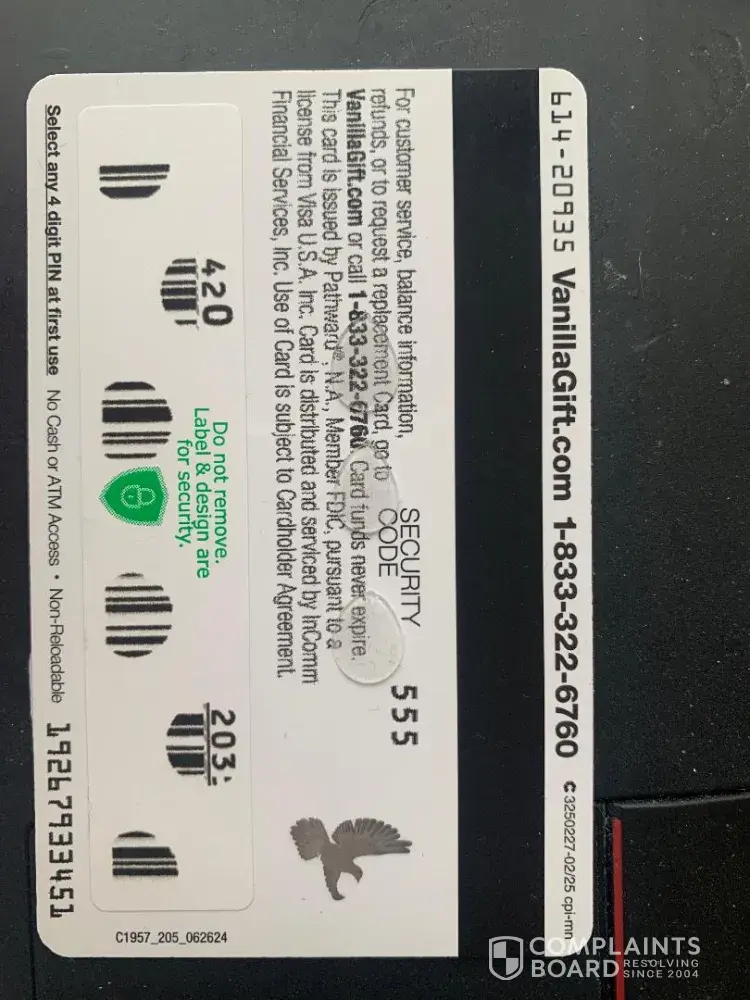 614-20935 VanillaGift.com 1-833-322-6760 C 3250227-02/25 cpi-mn
For customer service, balance information,
refunds, or to request a replacement Card, go to
VanillaGift.com or call 1-833-322-6760. Card funds never expire.
This card is issued by Pathward®, N.A., Member FDIC, pursuant to a
license from Visa U.S.A. Inc. Card is distributed and serviced by InComm
Financial Services, Inc. Use of Card is subject to Cardholder Agreement.
SECURITY
CODE
555
420
Do not remove.
Label & design are
for security.
203
Select any 4 digit PIN at first use No Cash or ATM Access • Non-Reloadable
19267933451
C1957_205_062624
COMPLAINTS
BOARD
RESOLVING
SINCE 2004